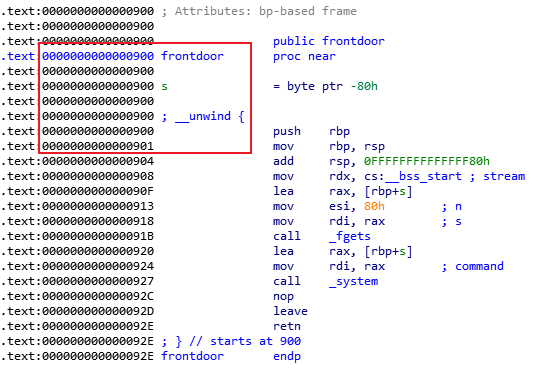 .text:0000000000000900 ; Attributes: bp-based frame
.text:0000000000000900
.text:0000000000000900 public frontdoor
.text:0000000000000900 frontdoor proc near
.text:0000000000000900
.text:0000000000000900 s = byte ptr -80h
.text:0000000000000900
.text:0000000000000900 ; __unwind {
.text:0000000000000900 push rbp
.text:0000000000000901 mov rbp, rsp
.text:0000000000000904 add rsp, 0FFFFFFFFFFFFFF80h
.text:0000000000000908 mov rdx, cs:__bss_start ; stream
.text:000000000000090F lea rax, [rbp+s]
.text:0000000000000913 mov esi, 80h ; n
.text:0000000000000918 mov rdi, rax ; s
.text:000000000000091B call _fgets
.text:0000000000000920 lea rax, [rbp+s]
.text:0000000000000924 mov rdi, rax ; command
.text:0000000000000927 call _system
.text:000000000000092C nop
.text:000000000000092D leave
.text:000000000000092E retn
.text:000000000000092E ; } // starts at 900
.text:000000000000092E frontdoor endp